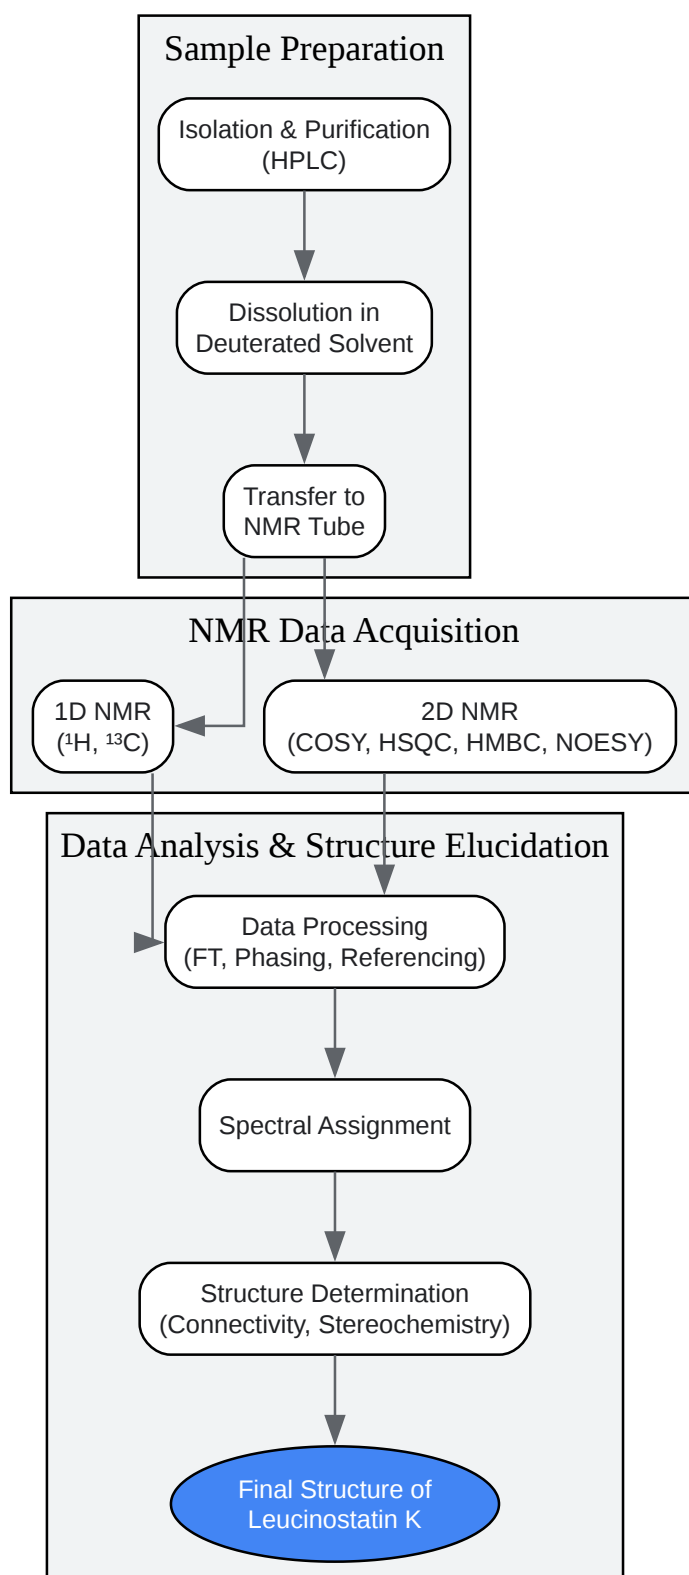 Sample Preparation
Isolation & Purification
(HPLC)
Dissolution in
Deuterated Solvent
Transfer to
NMR Tube
NMR Data Acquisition
1D NMR
(¹H, ¹³C)
2D NMR
(COSY, HSQC, HMBC, NOESY)
Data Analysis & Structure Elucidation
Data Processing
(FT, Phasing, Referencing)
Spectral Assignment
Structure Determination
(Connectivity, Stereochemistry)
Final Structure of
Leucinostatin K